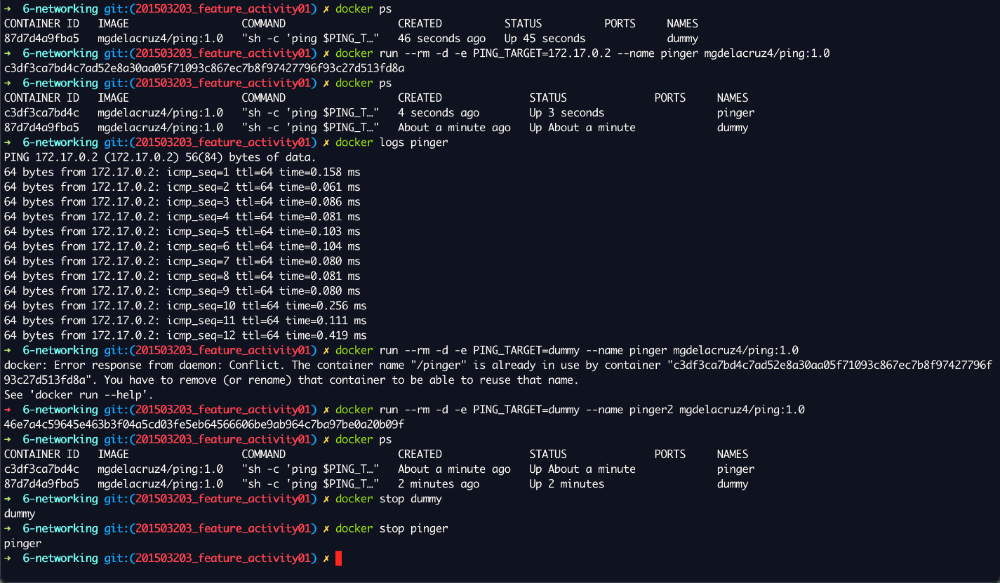 ➜  6-networking git:(201503203_feature_activity01) ✗ docker ps
CONTAINER ID   IMAGE                  COMMAND                  CREATED          STATUS          PORTS     NAMES
87d7d4a9fba5   mgdelacruz4/ping:1.0   "sh -c 'ping $PING_T…"   46 seconds ago   Up 45 seconds             dummy
➜  6-networking git:(201503203_feature_activity01) ✗ docker run --rm -d -e PING_TARGET=172.17.0.2 --name pinger mgdelacruz4/ping:1.0
c3df3ca7bd4c7ad52e8a30aa05f71093c867ec7b8f97427796f93c27d513fd8a
➜  6-networking git:(201503203_feature_activity01) ✗ docker ps
CONTAINER ID   IMAGE                  COMMAND                  CREATED              STATUS              PORTS     NAMES
c3df3ca7bd4c   mgdelacruz4/ping:1.0   "sh -c 'ping $PING_T…"   4 seconds ago        Up 3 seconds                  pinger
87d7d4a9fba5   mgdelacruz4/ping:1.0   "sh -c 'ping $PING_T…"   About a minute ago   Up About a minute             dummy
➜  6-networking git:(201503203_feature_activity01) ✗ docker logs pinger
PING 172.17.0.2 (172.17.0.2) 56(84) bytes of data.
64 bytes from 172.17.0.2: icmp_seq=1 ttl=64 time=0.158 ms
64 bytes from 172.17.0.2: icmp_seq=2 ttl=64 time=0.061 ms
64 bytes from 172.17.0.2: icmp_seq=3 ttl=64 time=0.086 ms
64 bytes from 172.17.0.2: icmp_seq=4 ttl=64 time=0.081 ms
64 bytes from 172.17.0.2: icmp_seq=5 ttl=64 time=0.103 ms
64 bytes from 172.17.0.2: icmp_seq=6 ttl=64 time=0.104 ms
64 bytes from 172.17.0.2: icmp_seq=7 ttl=64 time=0.080 ms
64 bytes from 172.17.0.2: icmp_seq=8 ttl=64 time=0.081 ms
64 bytes from 172.17.0.2: icmp_seq=9 ttl=64 time=0.080 ms
64 bytes from 172.17.0.2: icmp_seq=10 ttl=64 time=0.256 ms
64 bytes from 172.17.0.2: icmp_seq=11 ttl=64 time=0.111 ms
64 bytes from 172.17.0.2: icmp_seq=12 ttl=64 time=0.419 ms
➜  6-networking git:(201503203_feature_activity01) ✗ docker run --rm -d -e PING_TARGET=dummy --name pinger mgdelacruz4/ping:1.0
docker: Error response from daemon: Conflict. The container name "/pinger" is already in use by container "c3df3ca7bd4c7ad52e8a30aa05f71093c867ec7b8f97427796f
93c27d513fd8a". You have to remove (or rename) that container to be able to reuse that name.
See 'docker run --help'.
➜  6-networking git:(201503203_feature_activity01) ✗ docker run --rm -d -e PING_TARGET=dummy --name pinger2 mgdelacruz4/ping:1.0
46e7a4c59645e463b3f04a5cd03fe5eb64566606be9ab964c7ba97be0a20b09f
➜  6-networking git:(201503203_feature_activity01) ✗ docker ps
CONTAINER ID   IMAGE                  COMMAND                  CREATED              STATUS              PORTS     NAMES
c3df3ca7bd4c   mgdelacruz4/ping:1.0   "sh -c 'ping $PING_T…"   About a minute ago   Up About a minute             pinger
87d7d4a9fba5   mgdelacruz4/ping:1.0   "sh -c 'ping $PING_T…"   2 minutes ago        Up 2 minutes                  dummy
➜  6-networking git:(201503203_feature_activity01) ✗ docker stop dummy
dummy
➜  6-networking git:(201503203_feature_activity01) ✗ docker stop pinger
pinger
➜  6-networking git:(201503203_feature_activity01) ✗